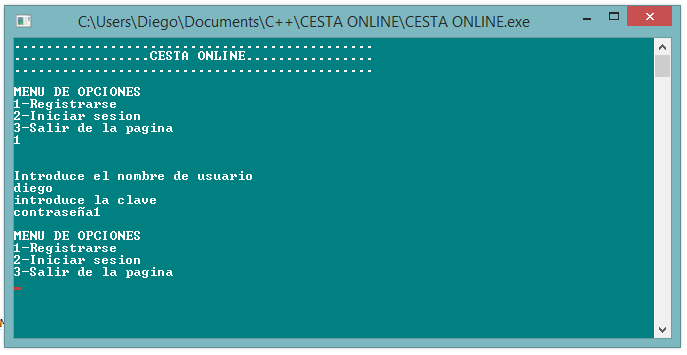 C:\Users\Diego\Documents\C++\CESTA ONLINE\CESTA ONLINE.exe
.............................................
.................CESTA ONLINE................
.............................................
MENU DE OPCIONES
1-Registrarse
2-Iniciar sesion
3-Salir de la pagina
1
Introduce el nombre de usuario
diego
introduce la clave
contraseña1
MENU DE OPCIONES
1-Registrarse
2-Iniciar sesion
3-Salir de la pagina